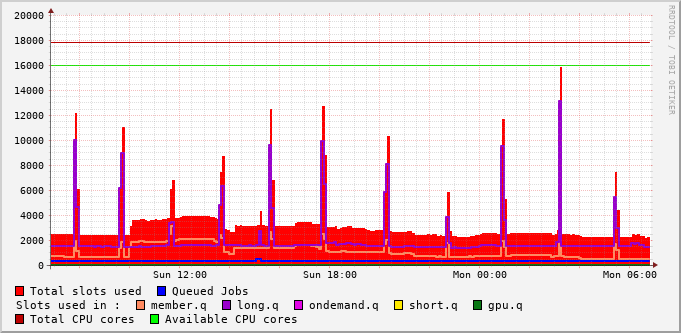 RRDTOOL / TOBI OETIKER
20000
18000
16000
14000
12000
10000
8000
6000
4000
2000
0
Sun 12:00 Sun 18:00 Mon 00:00 Mon 06:00
Total slots used Queued Jobs
Slots used in : member.q long.q ondemand.q short.q gpu.q
Total CPU cores Available CPU cores